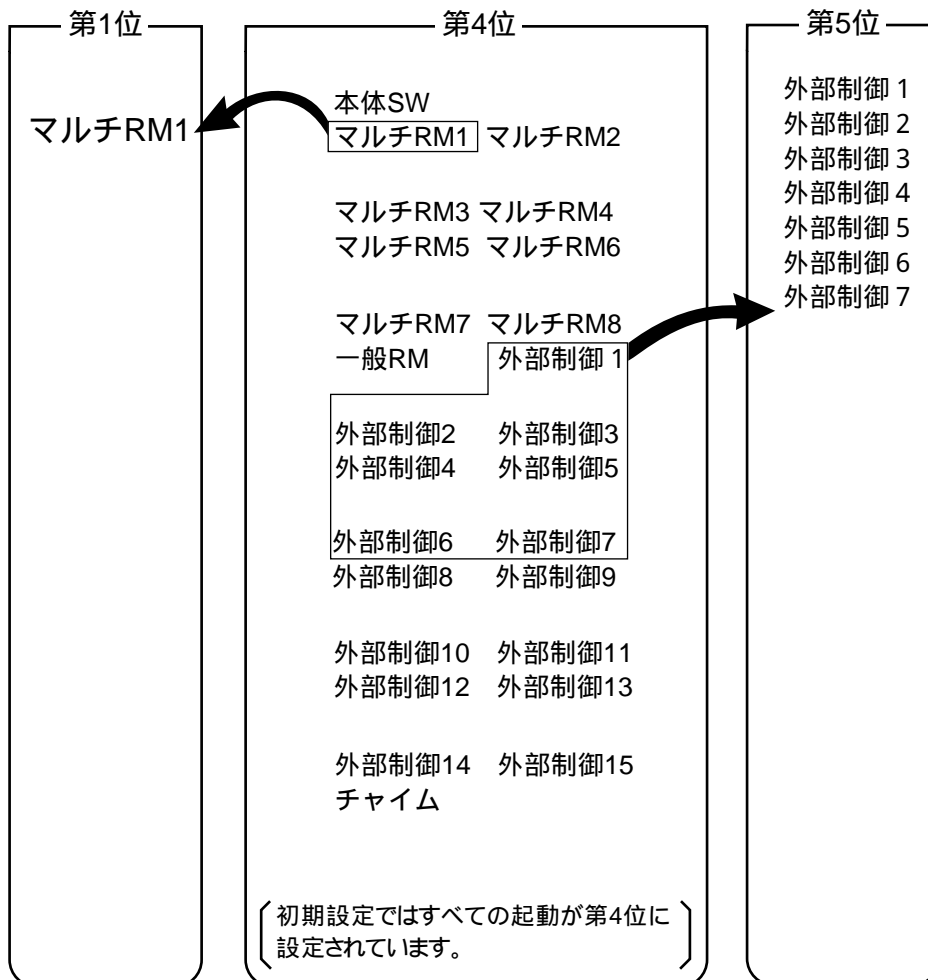 第1位
マルチRM1
第4位
本体SW
マルチRM1 マルチRM2
マルチRM3 マルチRM4
マルチRM5 マルチRM6
マルチRM7 マルチRM8
一般RM 外部制御 1
外部制御2 外部制御3
外部制御4 外部制御5
外部制御6 外部制御7
外部制御8 外部制御9
外部制御10 外部制御11
外部制御12 外部制御13
外部制御14 外部制御15
チャイム
初期設定ではすべての起動が第4位に
設定されています。
第5位
外部制御 1
外部制御 2
外部制御 3
外部制御 4
外部制御 5
外部制御 6
外部制御 7